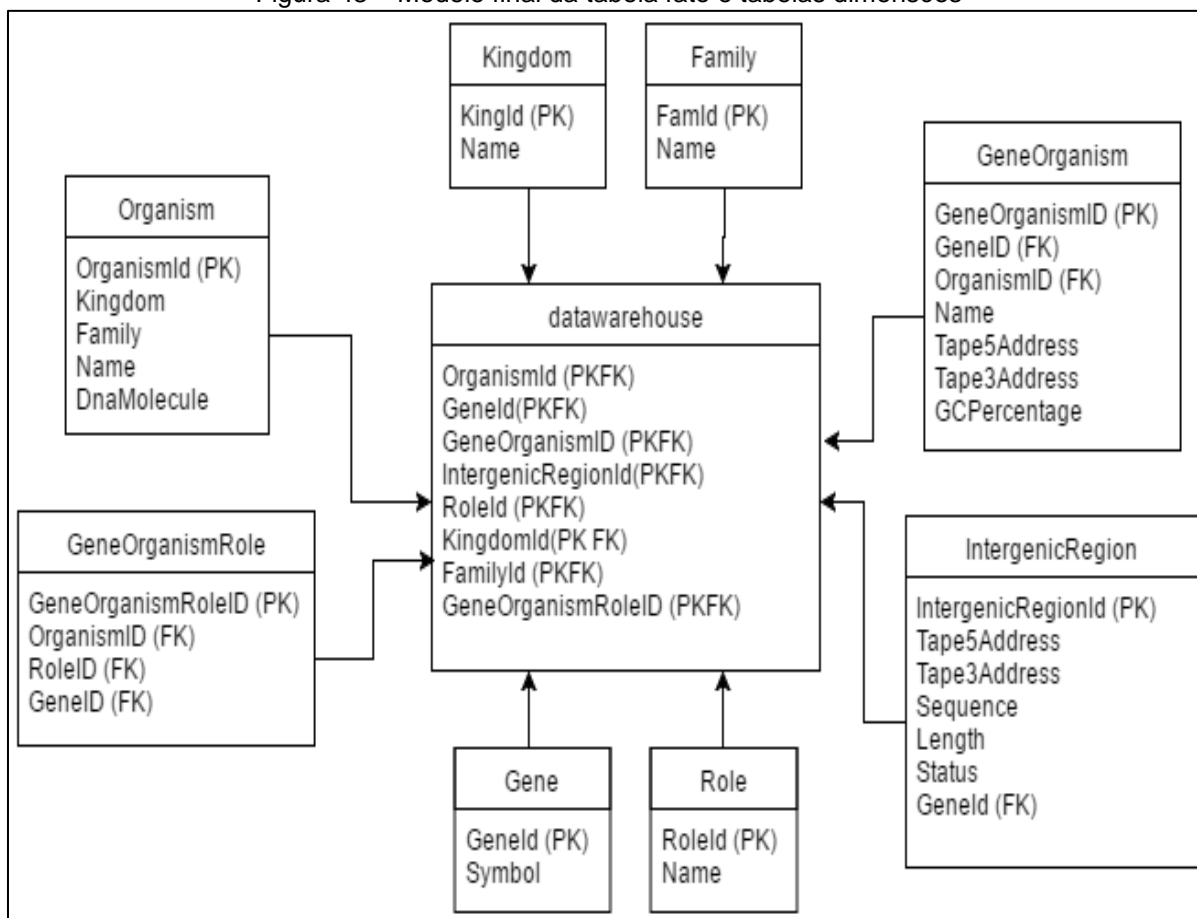 Figura – Modelo final da tabela fato e tabelas dimensões
Kingdom
KingId (PK)
Name
Family
FamId (PK)
Name
Organism
OrganismId (PK)
Kingdom
Family
Name
DnaMolecule
GeneOrganism
GeneOrganismID (PK)
GeneID (FK)
OrganismID (FK)
Name
Tape5Address
Tape3Address
GCPercentage
datawarehouse
OrganismId (PKFK)
GeneId(PKFK)
GeneOrganismID (PKFK)
IntergenicRegionId(PKFK)
RoleId (PKFK)
KingdomId(PK FK)
FamilyId (PKFK)
GeneOrganismRoleID (PKFK)
GeneOrganismRole
GeneOrganismRoleID (PK)
OrganismID (FK)
RoleID (FK)
GeneID (FK)
IntergenicRegion
IntergenicRegionId (PK)
Tape5Address
Tape3Address
Sequence
Length
Status
GeneId (FK)
Gene
GeneId (PK)
Symbol
Role
RoleId (PK)
Name